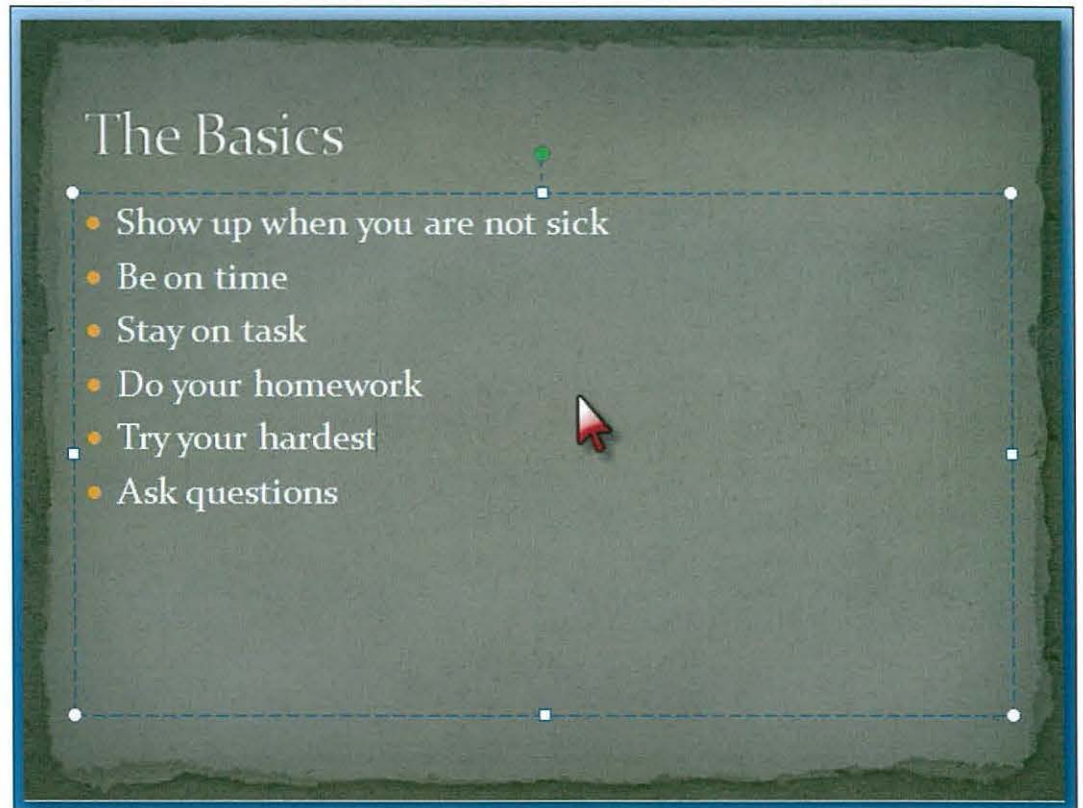 The Basics
Show up when you are not sick
Be on time
Stay on task
Do your homework
Try your hardest
Ask questions